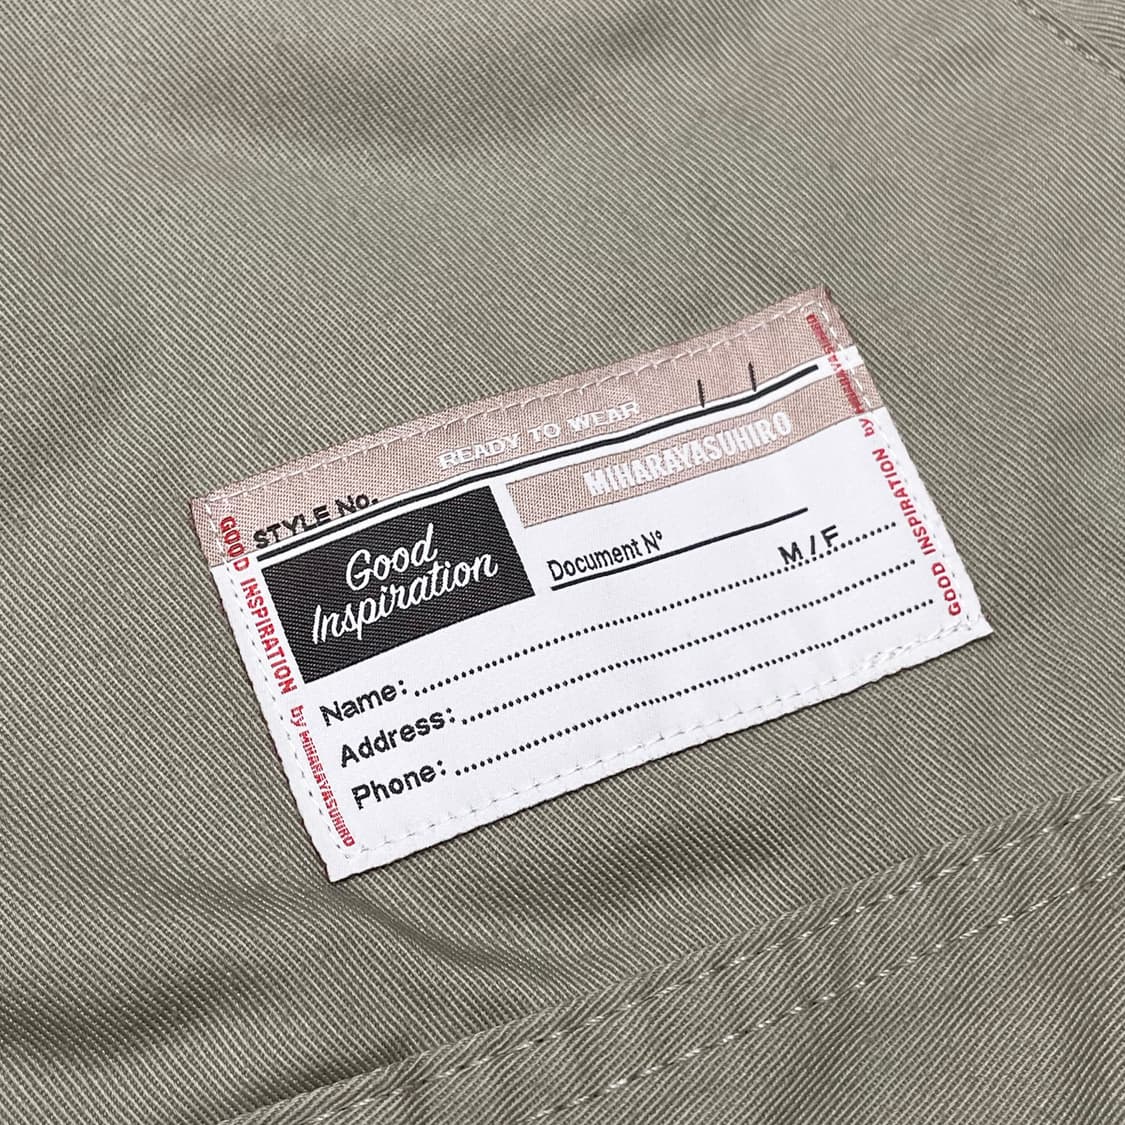 READY TO WEAR
STYLE No.
MIHARAYASUHIRO
Good
Inspiration
Document N°
M / F
Name:
Address:
Phone:
GOOD INSPIRATION by MIHARAYASUHIRO
GOOD INSPIRATION by MIHARAYASUHIRO